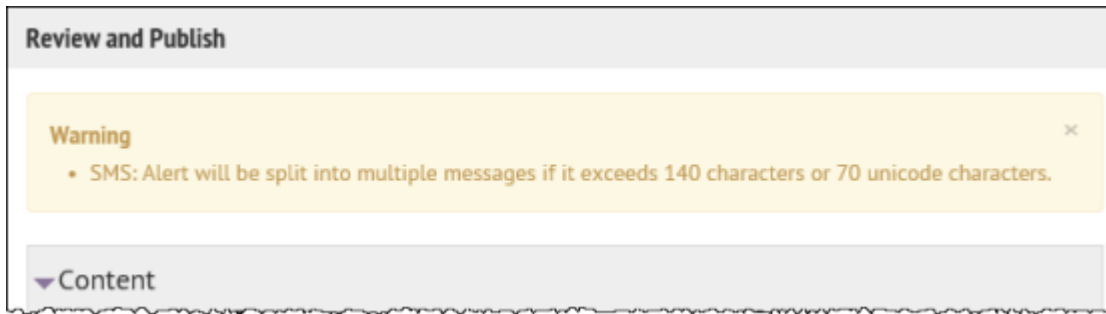 Review and Publish
Warning
×
• SMS: Alert will be split into multiple messages if it exceeds 140 characters or 70 unicode characters.
Content